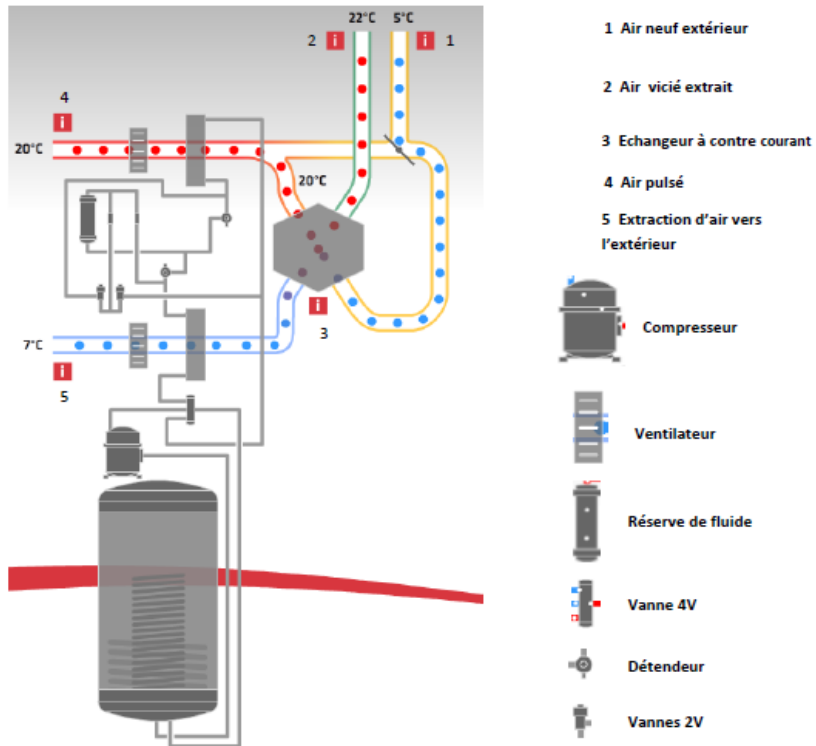 22°C 5°C
2 i i 1
4
i
20°C
20°C
i
3
7°C
i
5
1 Air neuf extérieur
2 Air vicié extrait
3 Echangeur à contre courant
4 Air pulsé
5 Extraction d'air vers
l'extérieur
Compresseur
Ventilateur
Réserve de fluide
Vanne 4V
Détendeur
Vannes 2V